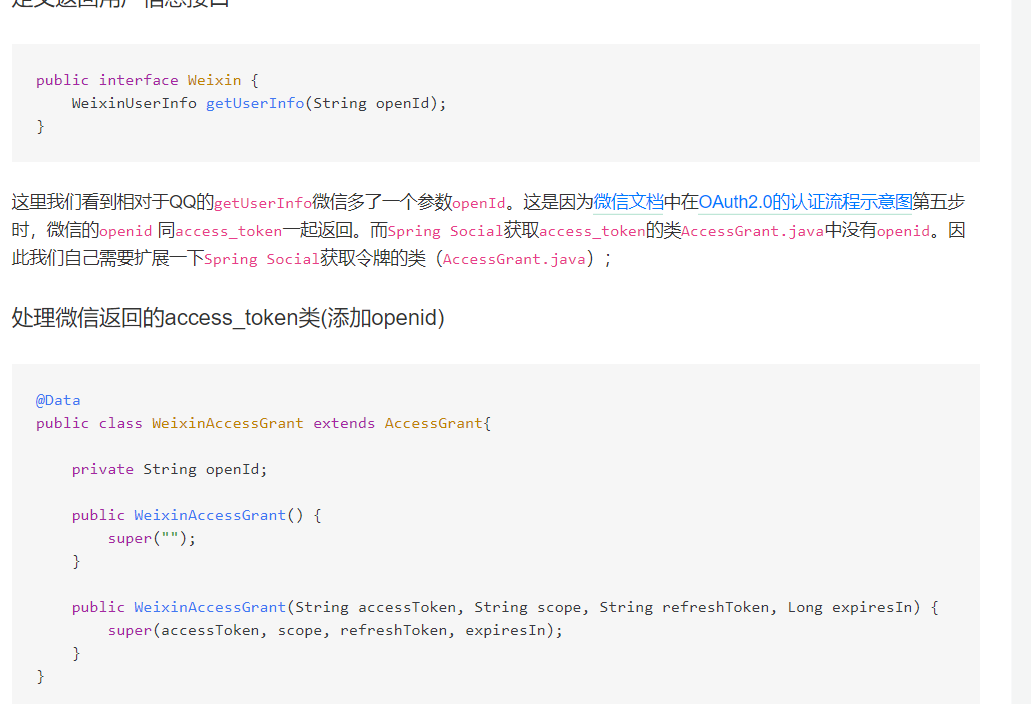 定义返回用户信息接口
public interface Weixin {
    WeixinUserInfo getUserInfo(String openId);
}
这里我们看到相对于QQ的getUserInfo微信多了一个参数openId。这是因为微信文档中在OAuth2.0的认证流程示意图第五步
时，微信的openid 同access_token一起返回。而Spring Social获取access_token的类AccessGrant.java中没有openid。因
此我们自己需要扩展一下Spring Social获取令牌的类（AccessGrant.java）；
处理微信返回的access_token类(添加openid)
@Data
public class WeixinAccessGrant extends AccessGrant{
    private String openId;
    public WeixinAccessGrant() {
        super("");
    }
    public WeixinAccessGrant(String accessToken, String scope, String refreshToken, Long expiresIn) {
        super(accessToken, scope, refreshToken, expiresIn);
    }
}